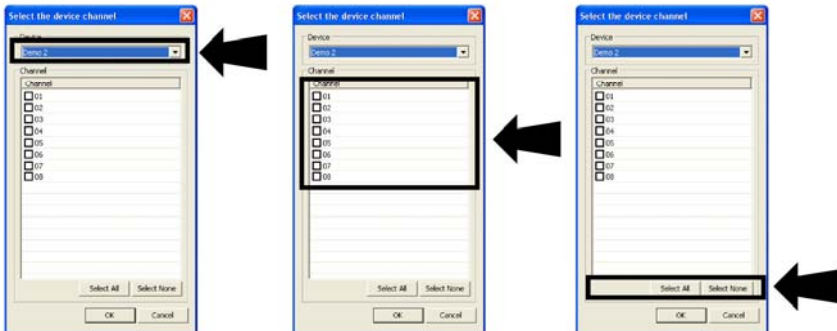 Select the device channel
Device
Demo 2
Channel
Channel
01
02
03
04
05
06
07
08
Select All Select None
OK Cancel
Select the device channel
Device
Demo 2
Channel
Channel
01
02
03
04
05
06
07
08
Select All Select None
OK Cancel
Select the device channel
Device
Demo 2
Channel
Channel
01
02
03
04
05
06
07
08
Select All Select None
OK Cancel